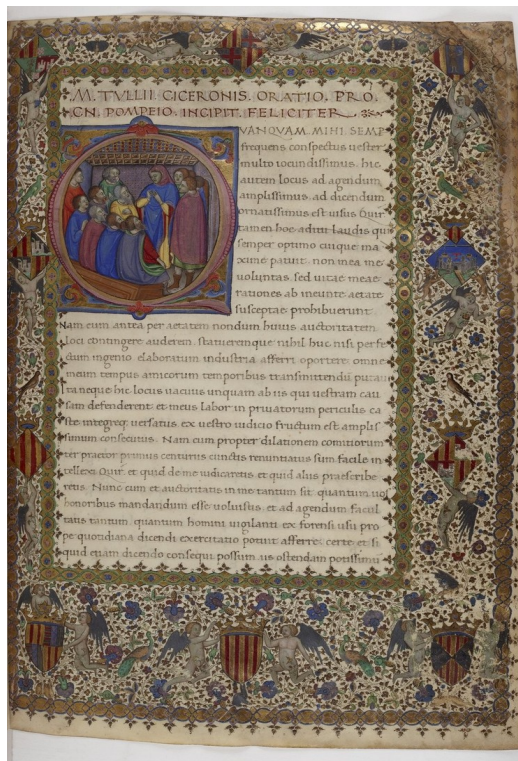 M. TVLLII. CICERONIS. ORATIO. PRO.
CN. POMPEIO. INCIPIT. FELICITER.
QVANQVAM. MIHI. SEMP
frequens conspectus uester
multo iocundissimus. hic
autem locus ad agendum
amplissimus. ad dicendum
ornatissimus est uisus Quir
tamen hoc aditu laudis qui
semper optimo cuique ma
xime patuit. non mea me
uoluntas. sed uitae meae
rationes ab ineunte aetate
susceptae prohibuerunt.
Nam cum antea per aetatem nondum huius auctoritatem
loci contingere auderem. statueremque nihil huc nisi perfe
ctum ingenio elaboratum industria afferri oportere. omne
meum tempus amicorum temporibus transmittendu putaui
ita neque hic locus uacuus unquam ab iis qui uestram cau
sam defenderent. et meus labor in priuatorum periculis ca
ste integreque uersatus. ex uestro iudicio fructum est amplis
simum consecutus. Nam cum propter dilationem comitiorum
ter praetor primus centuriis cunctis renuntiatus sum facile in
tellexi Quir. et quid de me iudicaretis et quid aliis praescribe
retis. Nunc cum et auctoritatis in me tantum sit quantum uos
honoribus mandandum esse uoluistis. et ad agendum facul
tatis tantum. quantum homini uigilanti ex forensi usu pro
pe quotidiana dicendi exercitatio potuit afferre. certe et si
quid etiam dicendo consequi possum. iis ostendam potissimu